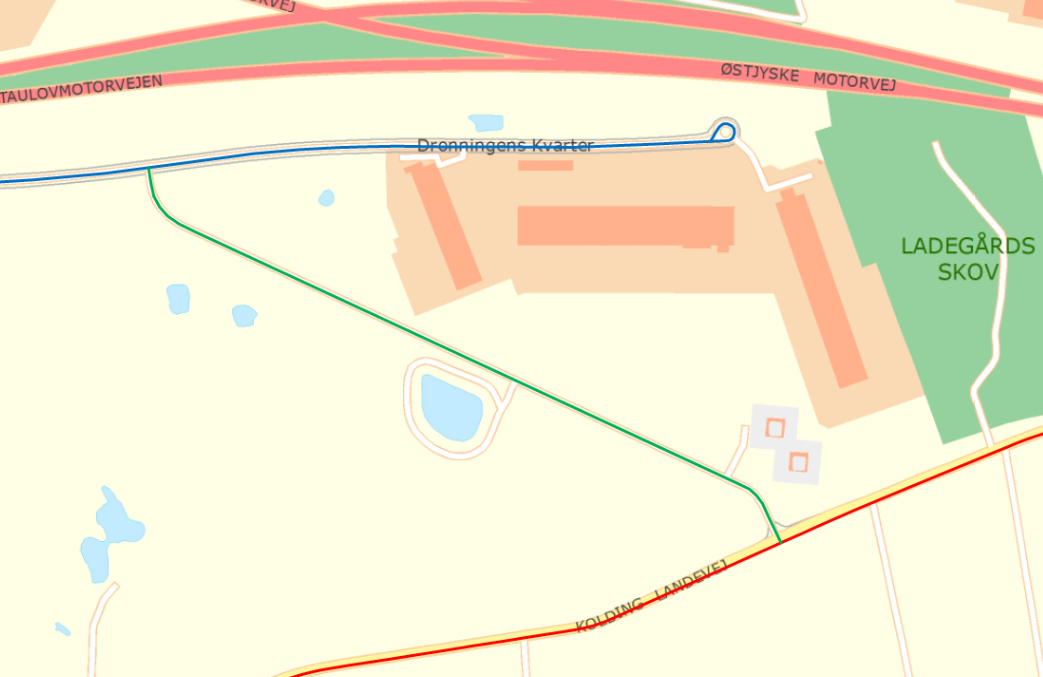 TAULOVMOTORVEJEN
ØSTJYSKE MOTORVEJ
Dronningens Kvarter
LADEGÅRDS
SKOV
KOLDING LANDEVEJ